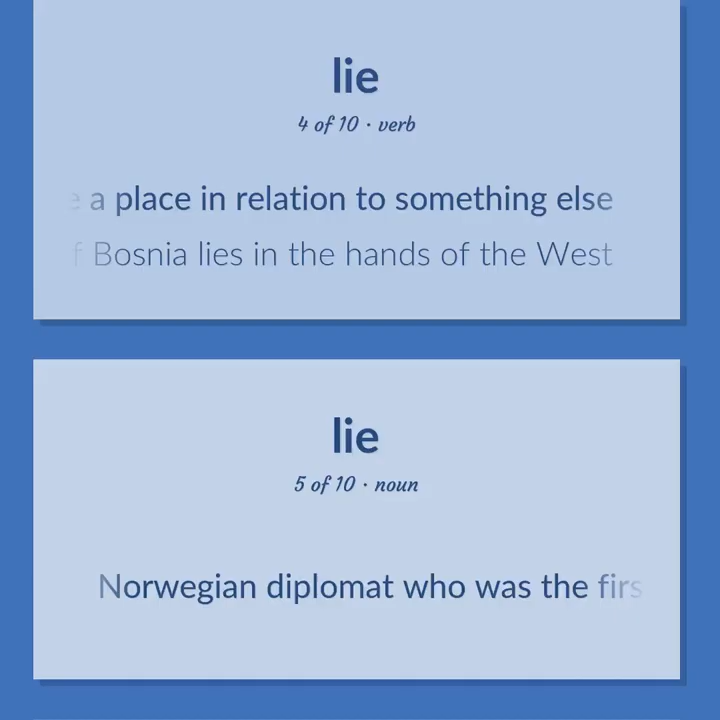 lie
4 of 10 · verb
a place in relation to something else
Bosnia lies in the hands of the West
lie
5 of 10 · noun
Norwegian diplomat who was the